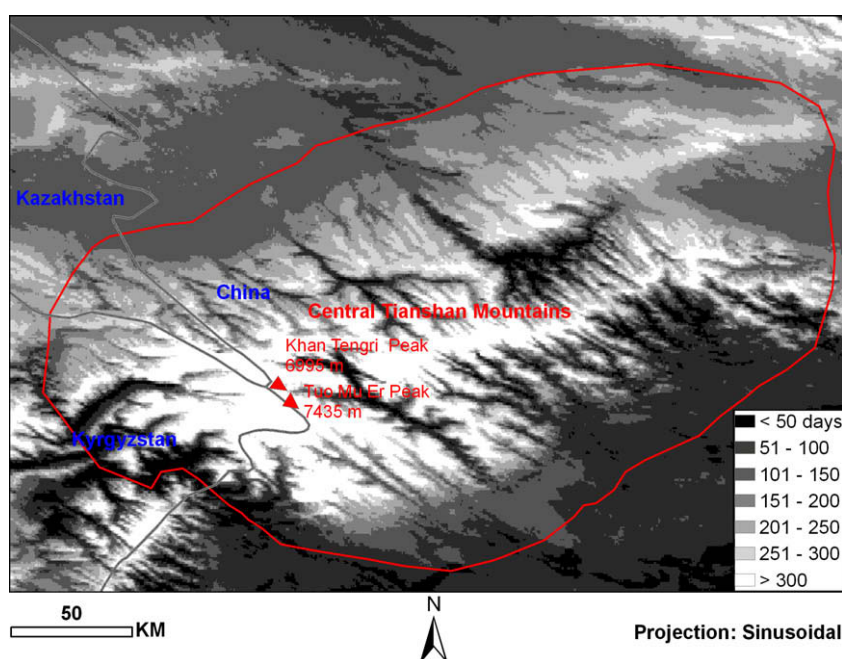 Kazakhstan
China
Central Tianshan Mountains
Khan Tengri Peak
6995 m
Tuo Mu Er Peak
7435 m
Kyrgyzstan
< 50 days
51 - 100
101 - 150
151 - 200
201 - 250
251 - 300
> 300
50
KM
N
Projection: Sinusoidal